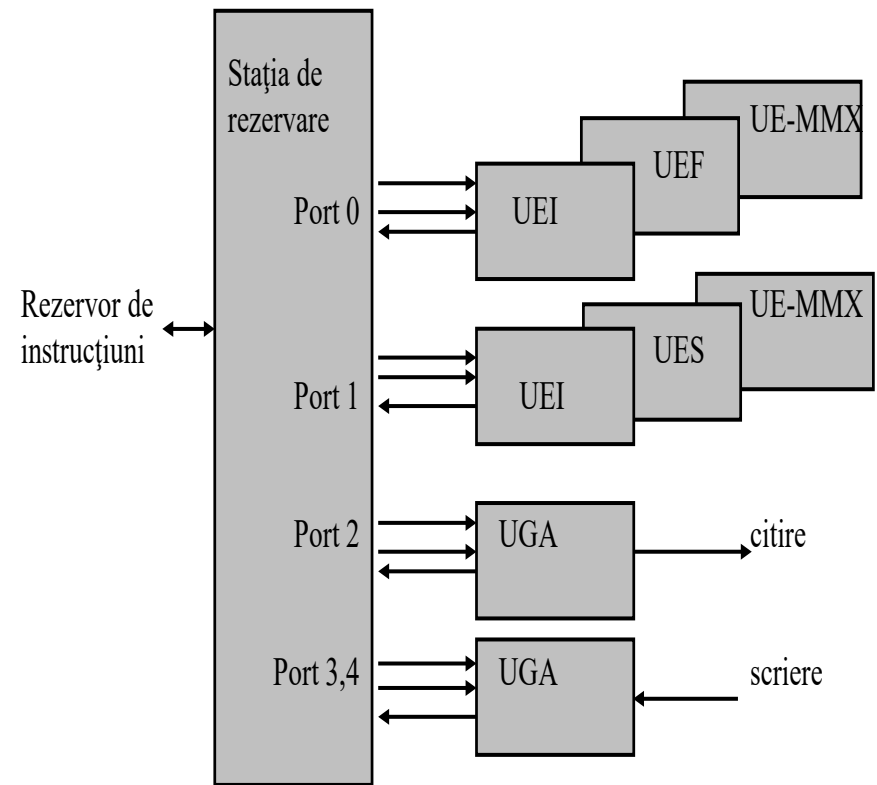 Staţia de
rezervare
UE-MMX
UEF
UEI
Port 0
UE-MMX
Rezervor de
instrucţiuni
UES
UEI
Port 1
Port 2
UGA
citire
Port 3,4
UGA
scriere